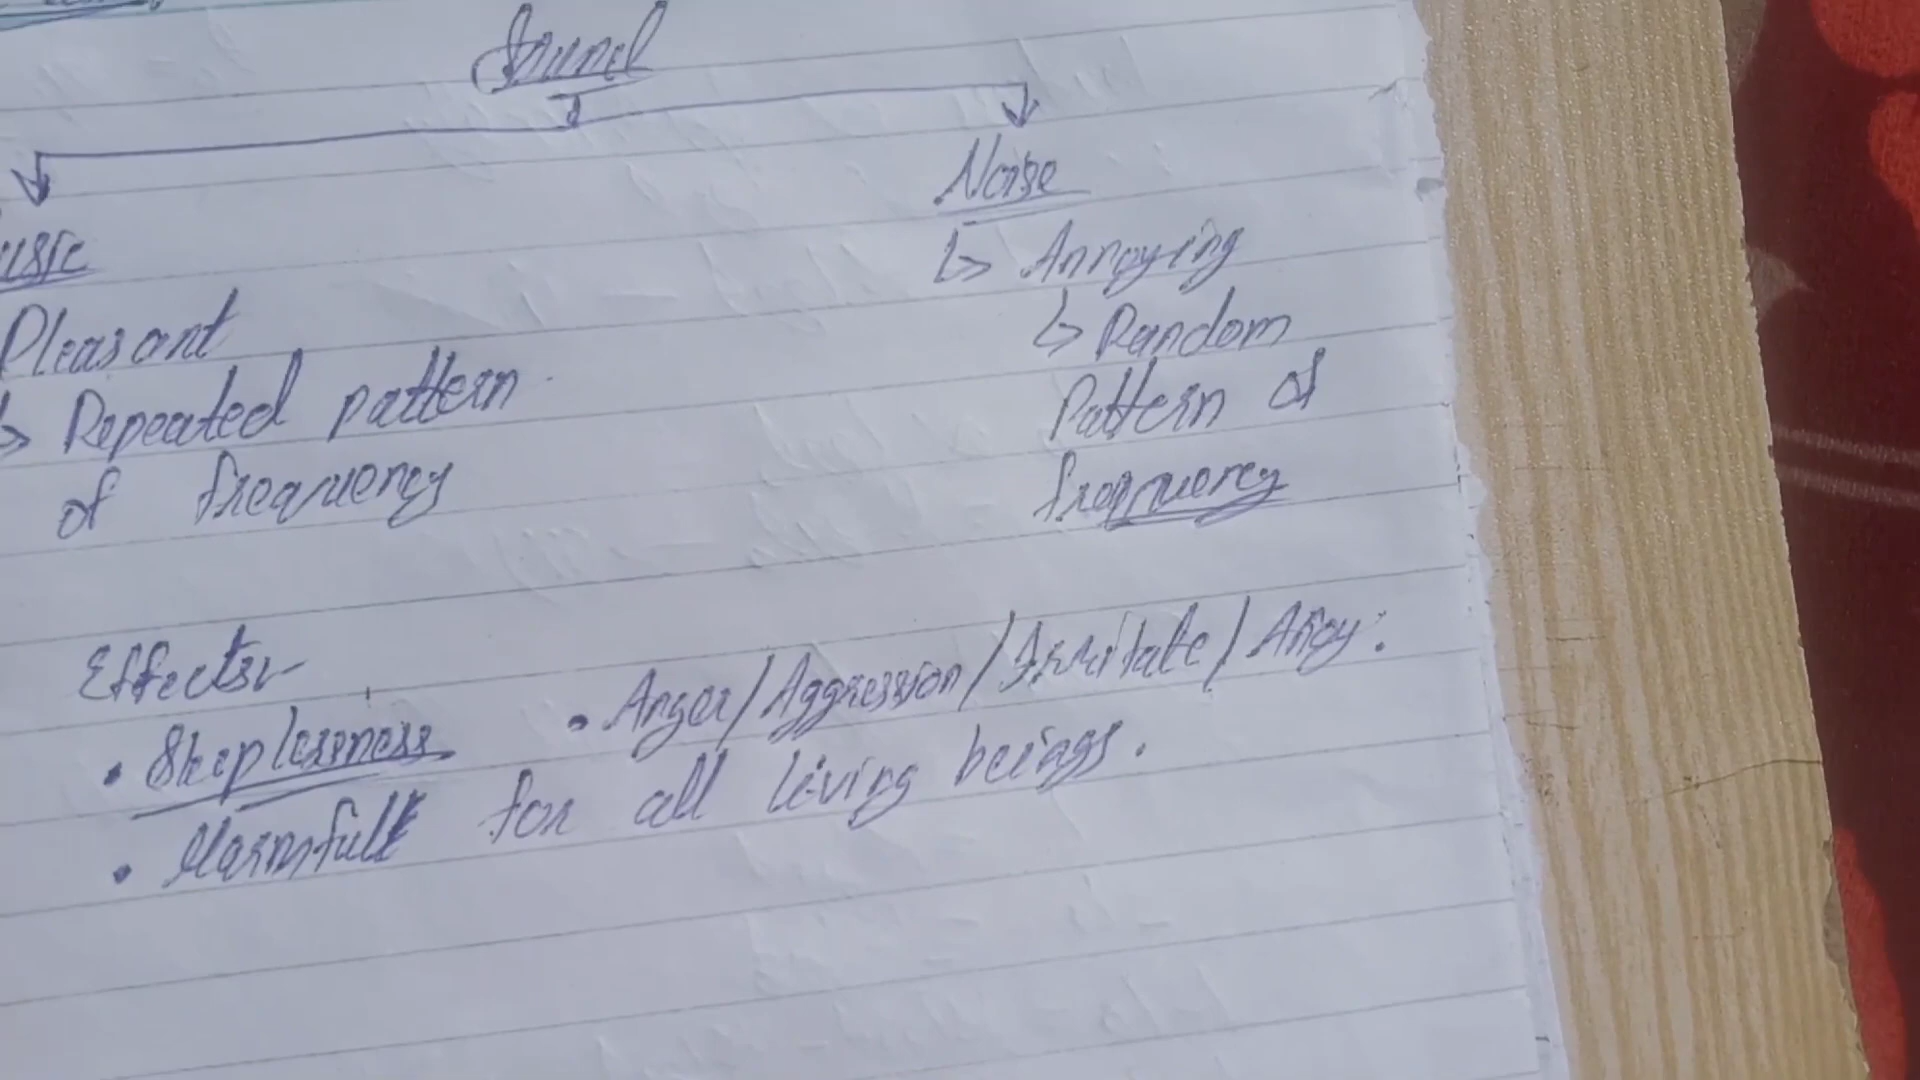 Sound
Noise
usic
↳ Annoying
Pleasant
↳ Random
↳ Repeated pattern
Pattern of
of frequency
frequency
Effects
• Sleeplessness • Anger/Aggression/Irritate/Anoy.
• Harmfull for all living beings.